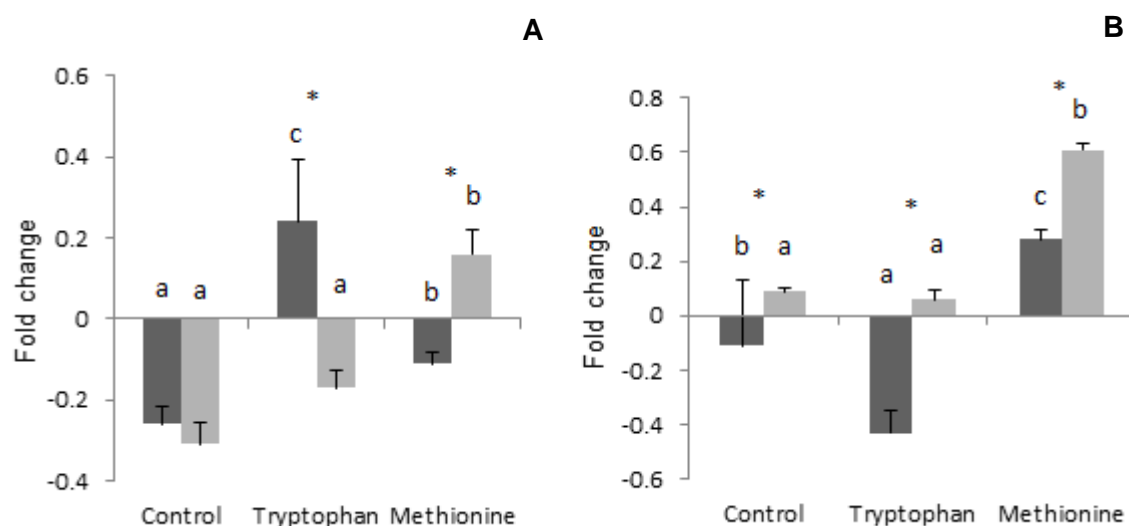 A
Fold change
0.6
0.4
0.2
0
-0.2
-0.4
*
c
*
b
a a
a
b
Control Tryptophan Methionine
B
Fold change
0.8
0.6
0.4
0.2
0
-0.2
-0.4
-0.6
*
b
*
*
c
b a
a
a
Control Tryptophan Methionine